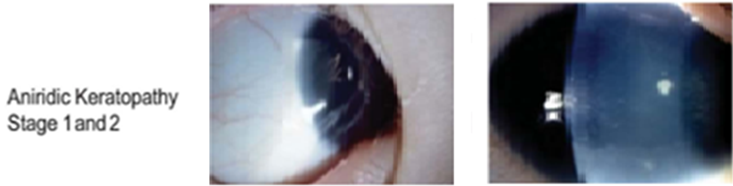 Aniridic Keratopathy
Stage 1 and 2